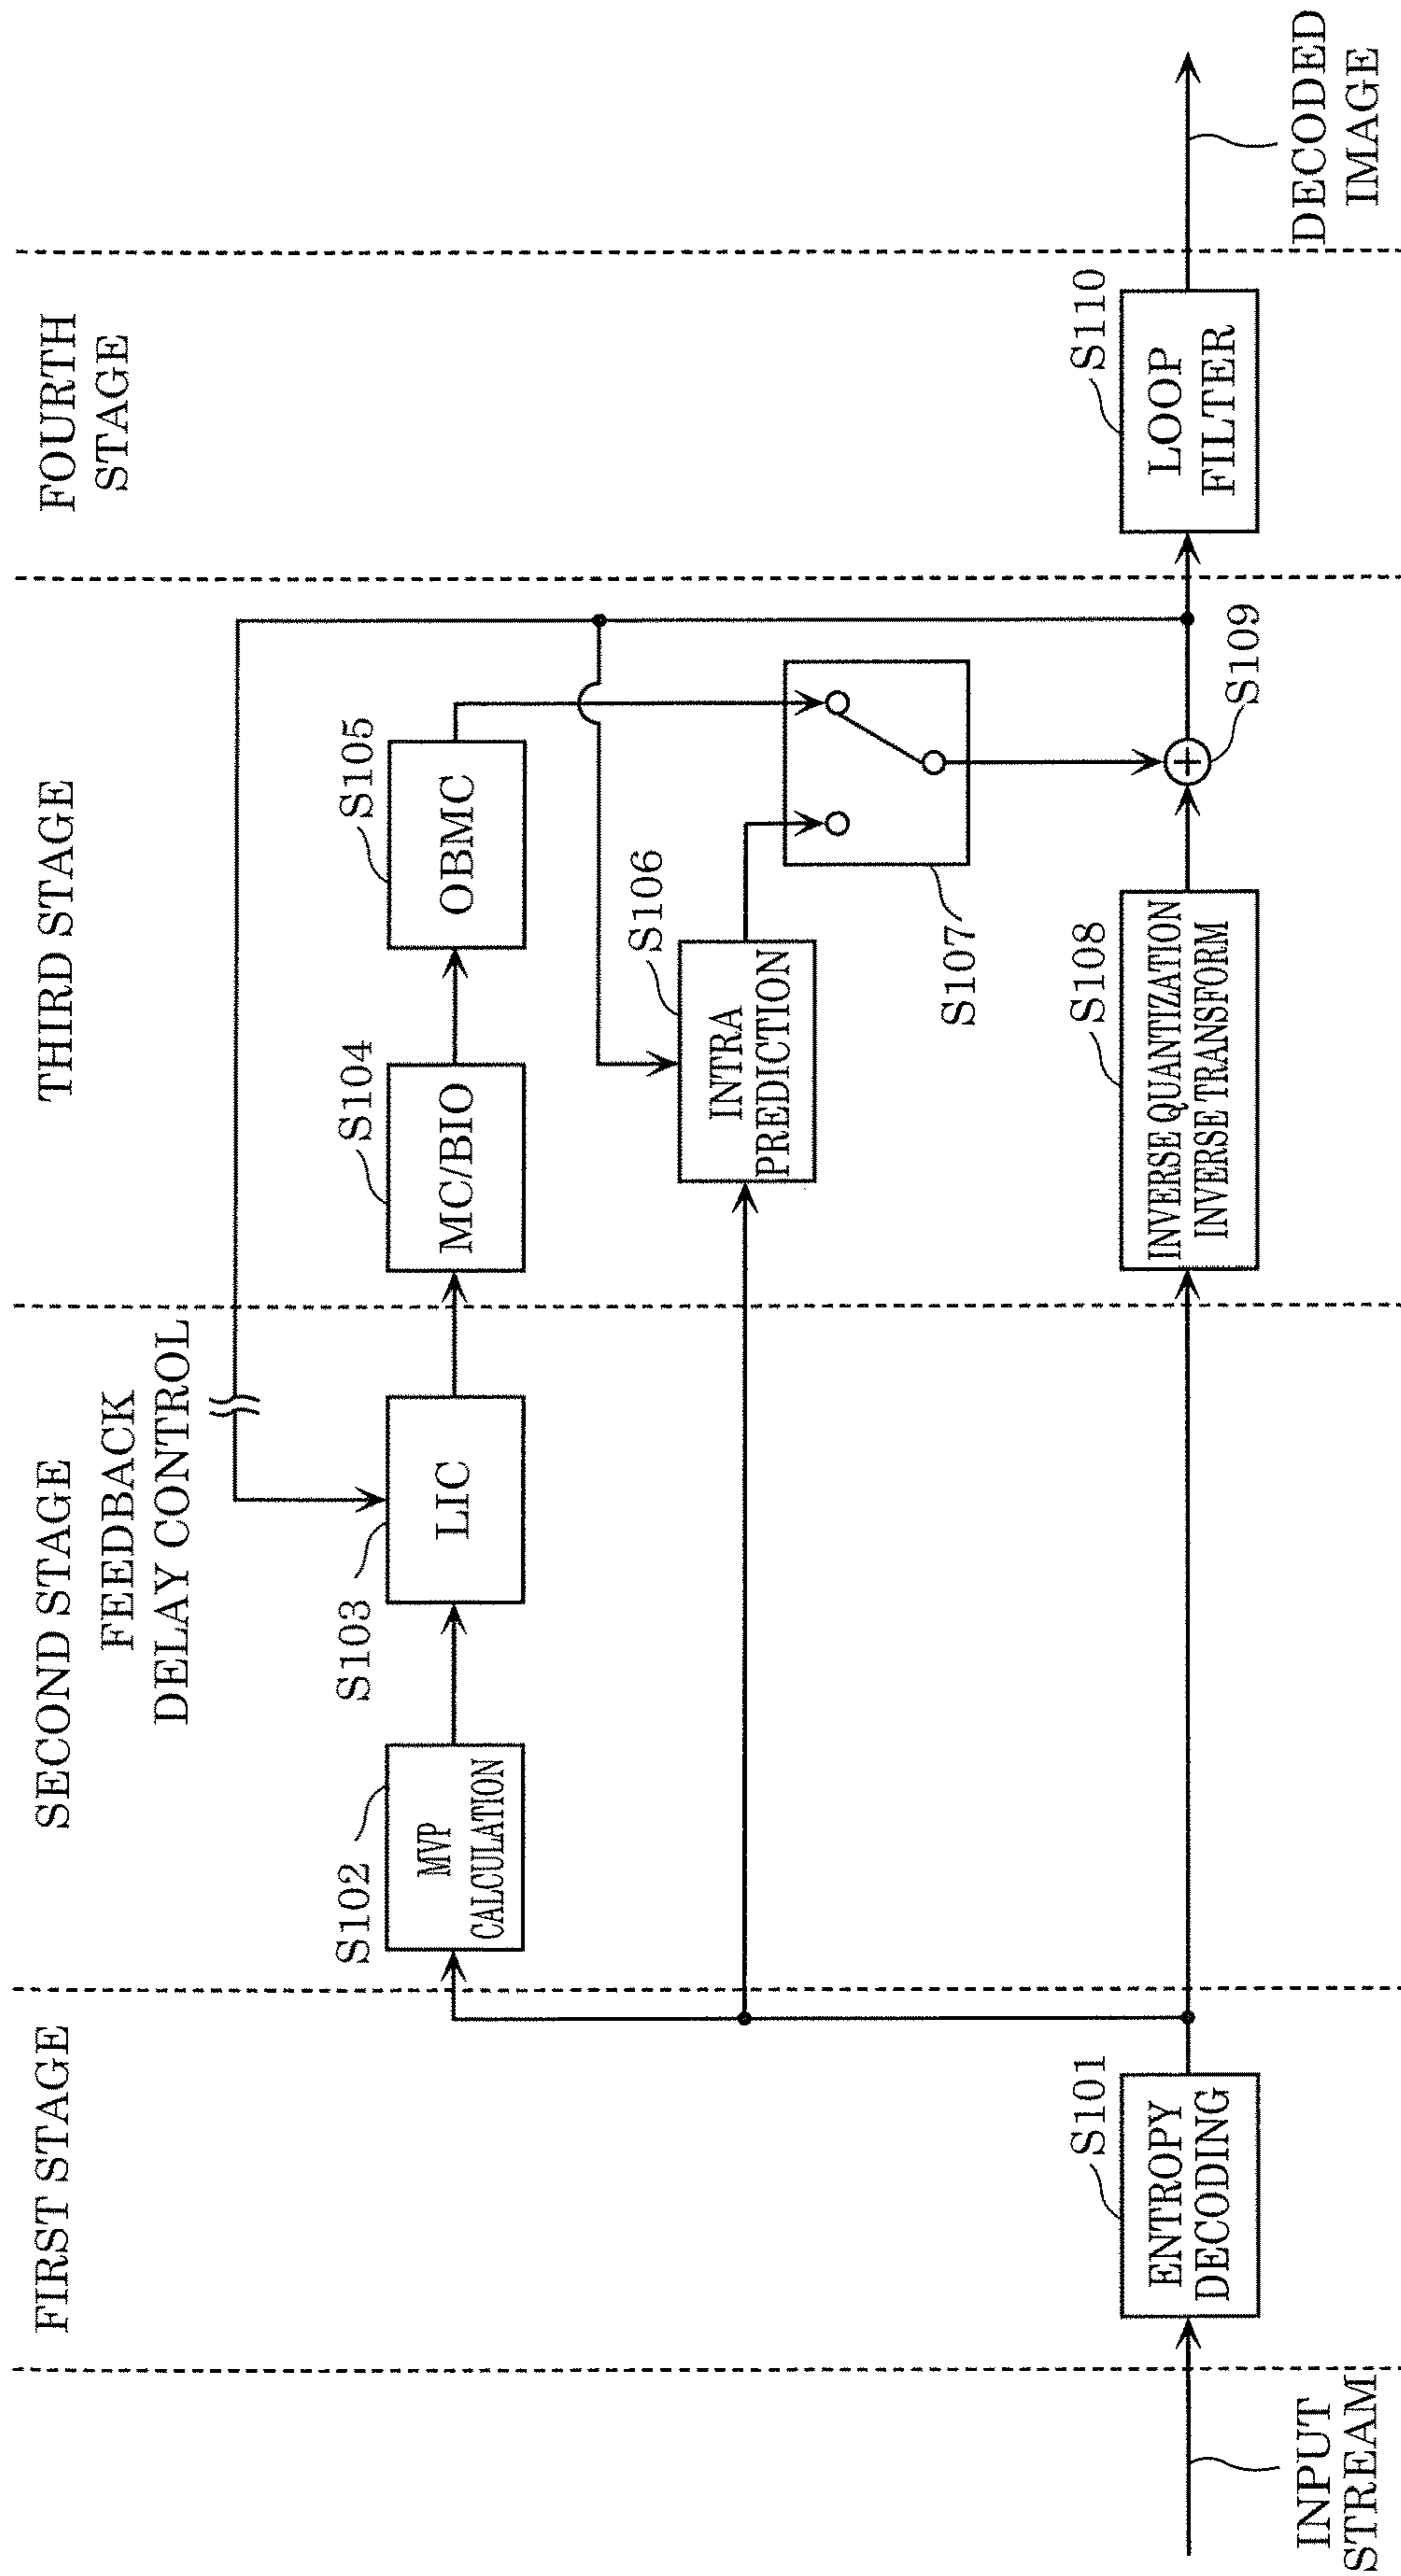 FIRST STAGE
SECOND STAGE
FEEDBACK
DELAY CONTROL
THIRD STAGE
FOURTH
STAGE
S102
MVP
CALCULATION
S103
LIC
S104
MC/BIO
S105
OBMC
S106
INTRA
PREDICTION
S107
S101
ENTROPY
DECODING
S108
INVERSE QUANTIZATION
INVERSE TRANSFORM
S109
S110
LOOP
FILTER
INPUT
STREAM
DECODED
IMAGE